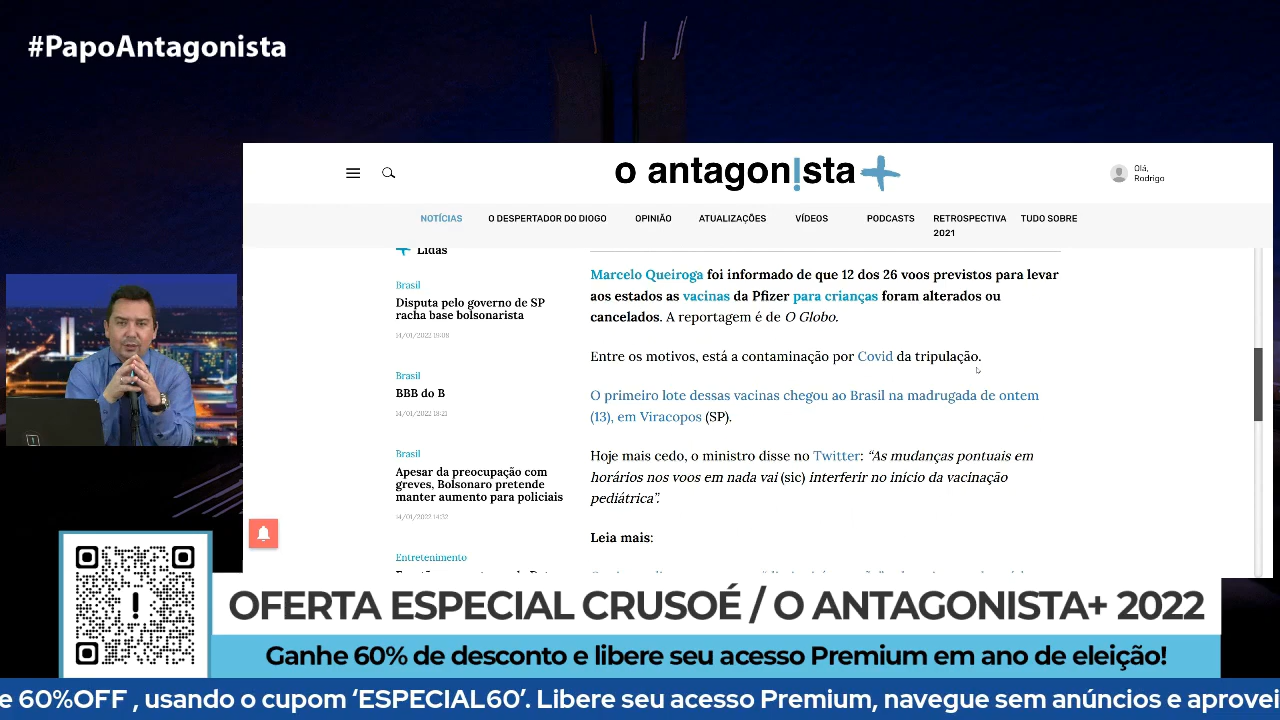 #PapoAntagonista
o antagon!sta
Olá,
Rodrigo
NOTÍCIAS O DESPERTADOR DO DIOGO OPINIÃO ATUALIZAÇÕES VÍDEOS PODCASTS RETROSPECTIVA 2021 TUDO SOBRE
Lidas
Brasil
Disputa pelo governo de SP
racha base bolsonarista
Brasil
BBB do B
Brasil
Apesar da preocupação com
greves, Bolsonaro pretende
manter aumento para policiais
14/01/2022 14:32
Entretenimento
Marcelo Queiroga foi informado de que 12 dos 26 voos previstos para levar
aos estados as vacinas da Pfizer para crianças foram alterados ou
cancelados. A reportagem é de O Globo.
Entre os motivos, está a contaminação por Covid da tripulação.
O primeiro lote dessas vacinas chegou ao Brasil na madrugada de ontem
(13), em Viracopos (SP).
Hoje mais cedo, o ministro disse no Twitter: “As mudanças pontuais em
horários nos voos em nada vai (sic) interferir no início da vacinação
pediátrica”.
Leia mais:
OFERTA ESPECIAL CRUSOÉ / O ANTAGONISTA+ 2022
Ganhe 60% de desconto e libere seu acesso Premium em ano de eleição!
e 60%OFF , usando o cupom ‘ESPECIAL60’. Libere seu acesso Premium, navegue sem anúncios e aprovei